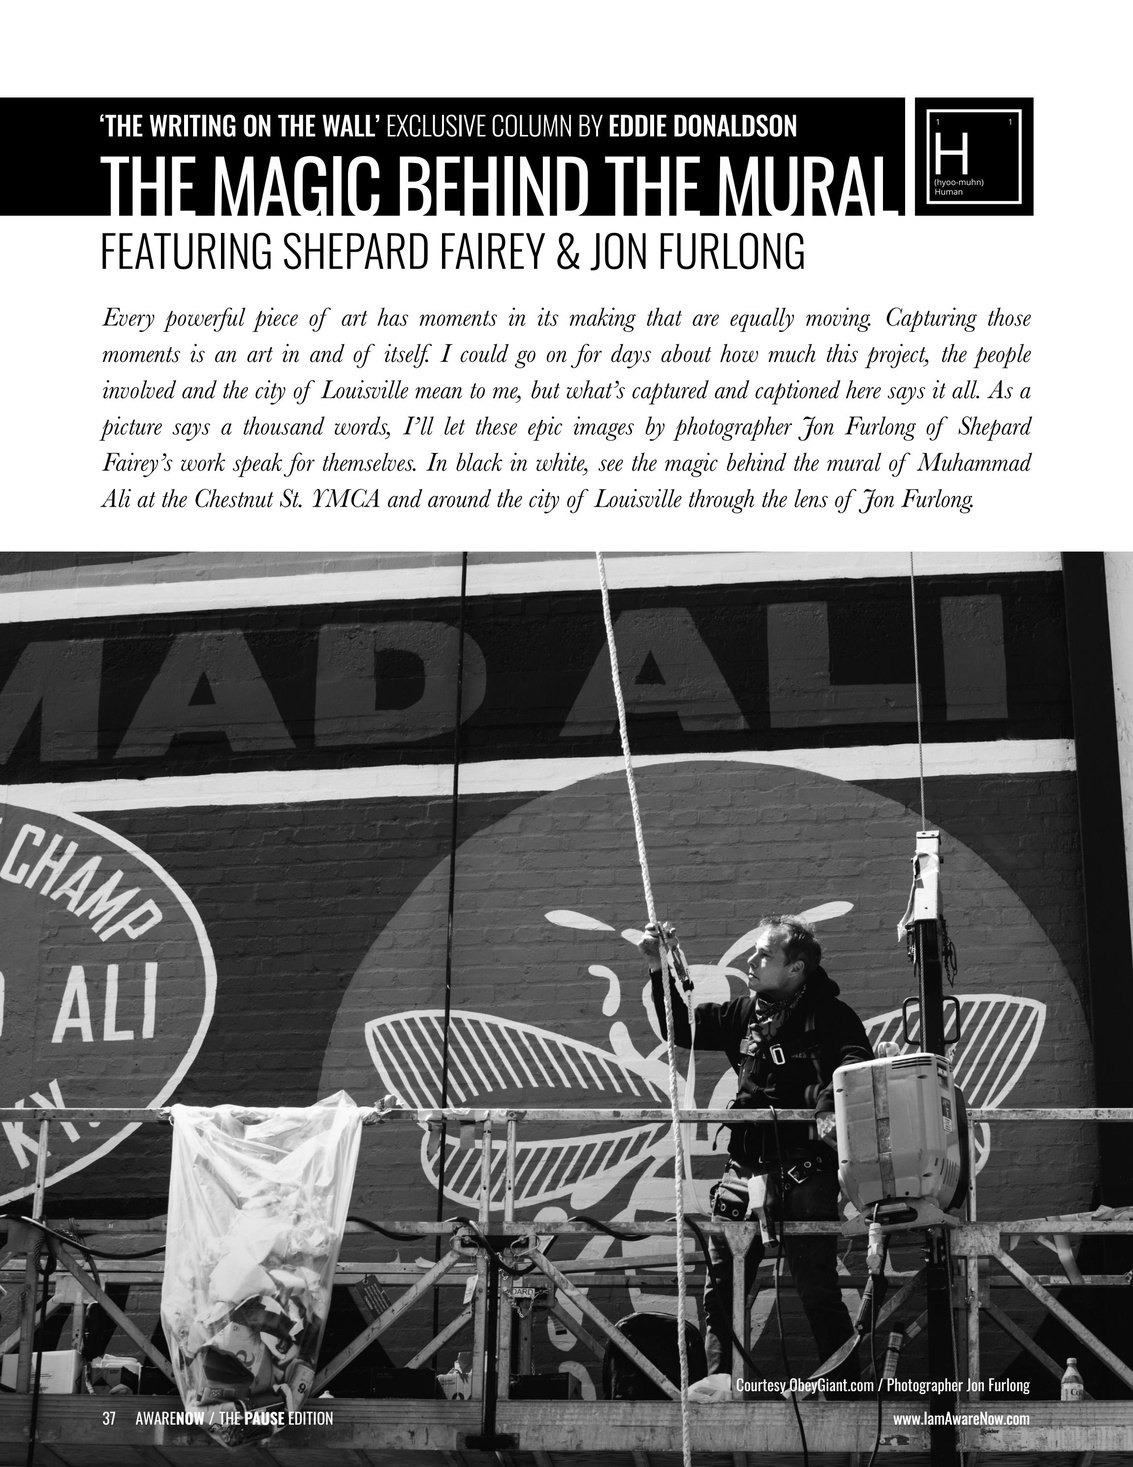 ‘THE WRITING ON THE WALL’ EXCLUSIVE COLUMN BY EDDIE DONALDSON
THE MAGIC BEHIND THE MURAL
1 1
H
(hyoo-muhn)
Human
FEATURING SHEPARD FAIREY & JON FURLONG
Every powerful piece of art has moments in its making that are equally moving. Capturing those
moments is an art in and of itself. I could go on for days about how much this project, the people
involved and the city of Louisville mean to me, but what’s captured and captioned here says it all. As a
picture says a thousand words, I’ll let these epic images by photographer Jon Furlong of Shepard
Fairey’s work speak for themselves. In black in white, see the magic behind the mural of Muhammad
Ali at the Chestnut St. YMCA and around the city of Louisville through the lens of Jon Furlong.
MAD ALI
CHAMP
ALI
KY.
Courtesy ObeyGiant.com / Photographer Jon Furlong
37 AWARENOW / THE PAUSE EDITION
www.IamAwareNow.com